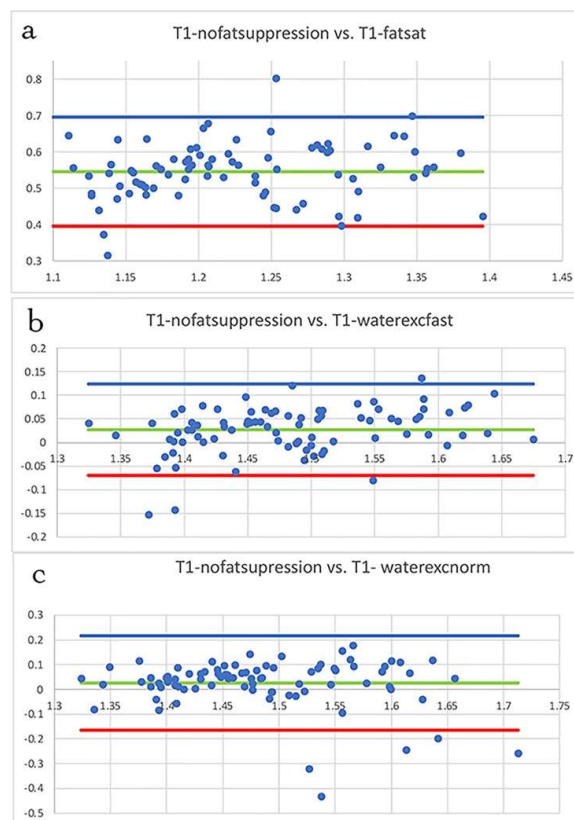 a
T1-nofatsuppression vs. T1-fatsat
0.8
0.7
0.6
0.5
0.4
0.3
1.1 1.15 1.2 1.25 1.3 1.35 1.4 1.45
b
T1-nofatsuppression vs. T1-waterexcfast
0.2
0.15
0.1
0.05
0
1.3 1.35 1.4 1.45 1.5 1.55 1.6 1.65 1.7
-0.05
-0.1
-0.15
-0.2
c
T1-nofatsupression vs. T1- waterexcnorm
0.3
0.2
0.1
0
1.3 1.35 1.4 1.45 1.5 1.55 1.6 1.65 1.7 1.75
-0.1
-0.2
-0.3
-0.4
-0.5